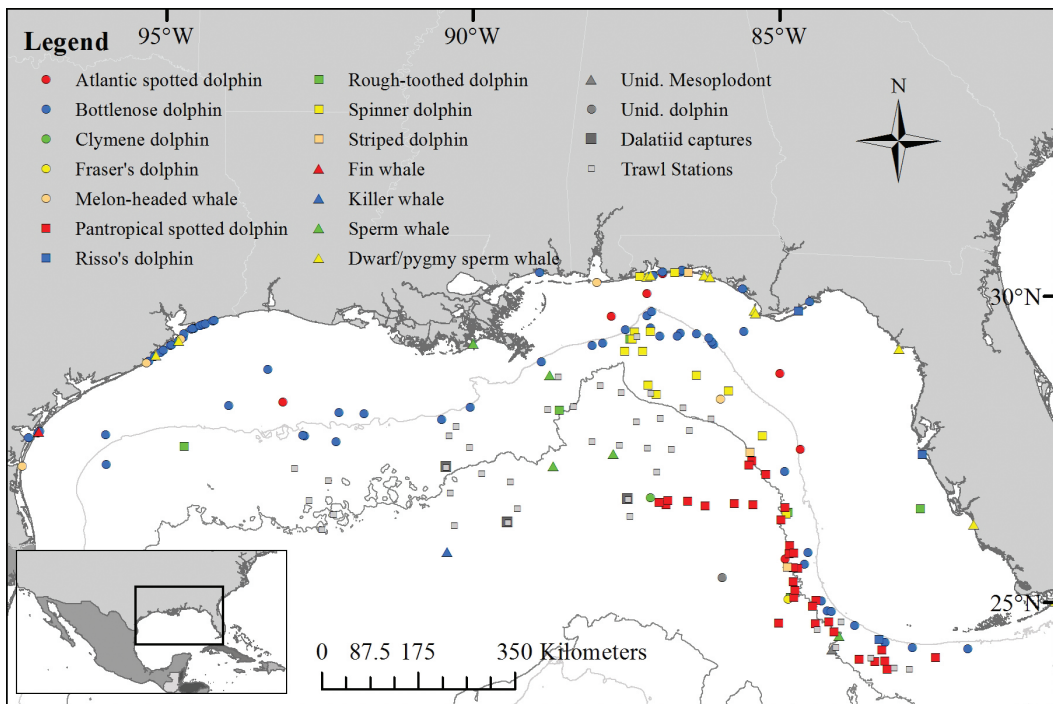 95°W
90°W
85°W
Legend
Atlantic spotted dolphin
Bottlenose dolphin
Clymene dolphin
Fraser's dolphin
Melon-headed whale
Pantropical spotted dolphin
Risso's dolphin
Rough-toothed dolphin
Spinner dolphin
Striped dolphin
Fin whale
Killer whale
Sperm whale
Dwarf/pygmy sperm whale
Unid. Mesoplodont
Unid. dolphin
Dalatiid captures
Trawl Stations
N
30°N
25°N
0 87.5 175 350 Kilometers